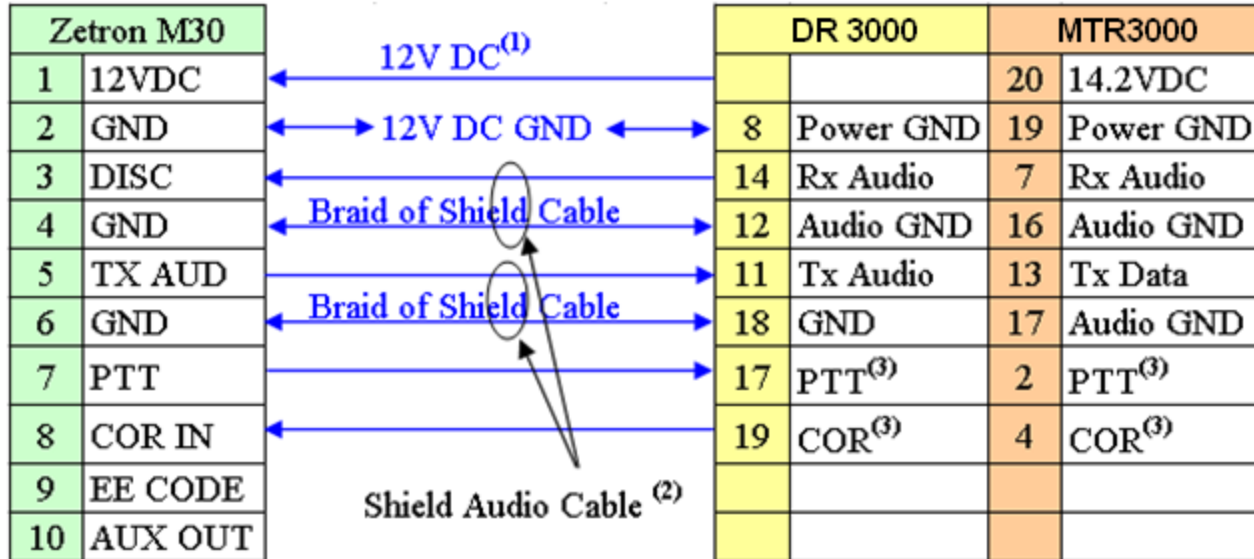 Zetron M30 DR 3000 MTR3000
1 12VDC 12V DC(1) 20 14.2VDC
2 GND 12V DC GND 8 Power GND 19 Power GND
3 DISC 14 Rx Audio 7 Rx Audio
4 GND Braid of Shield Cable 12 Audio GND 16 Audio GND
5 TX AUD 11 Tx Audio 13 Tx Data
6 GND Braid of Shield Cable 18 GND 17 Audio GND
7 PTT 17 PTT(3) 2 PTT(3)
8 COR IN 19 COR(3) 4 COR(3)
9 EE CODE
Shield Audio Cable (2)
10 AUX OUT